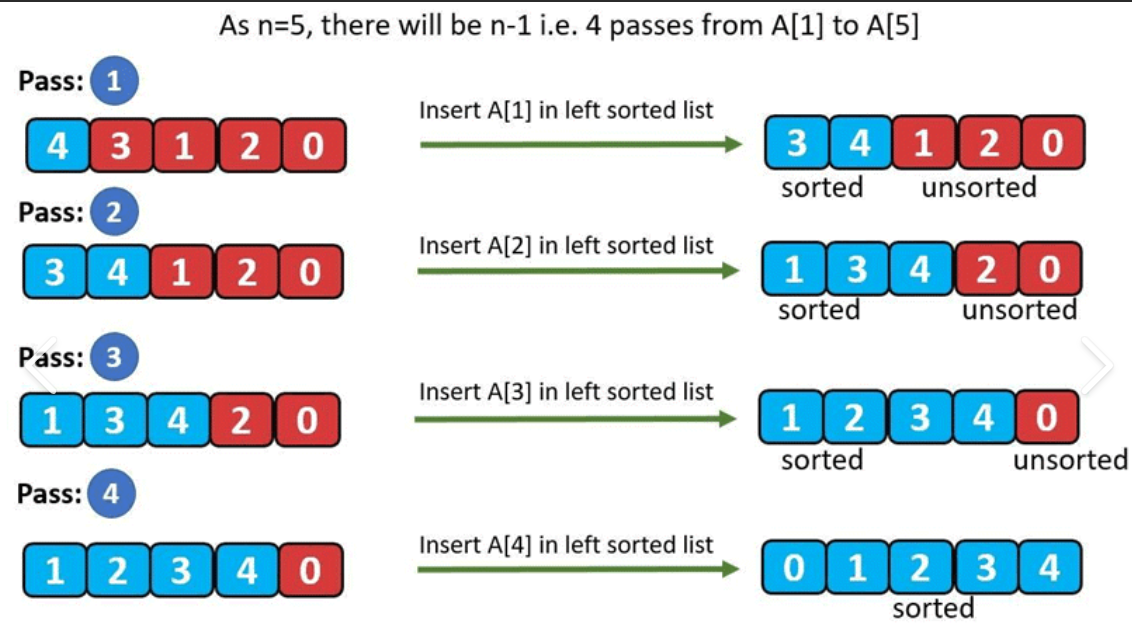 As n=5, there will be n-1 i.e. 4 passes from A[1] to A[5]
Pass: 1
4 3 1 2 0
Insert A[1] in left sorted list
3 4 1 2 0
sorted unsorted
Pass: 2
3 4 1 2 0
Insert A[2] in left sorted list
1 3 4 2 0
sorted unsorted
Pass: 3
1 3 4 2 0
Insert A[3] in left sorted list
1 2 3 4 0
sorted unsorted
Pass: 4
1 2 3 4 0
Insert A[4] in left sorted list
0 1 2 3 4
sorted